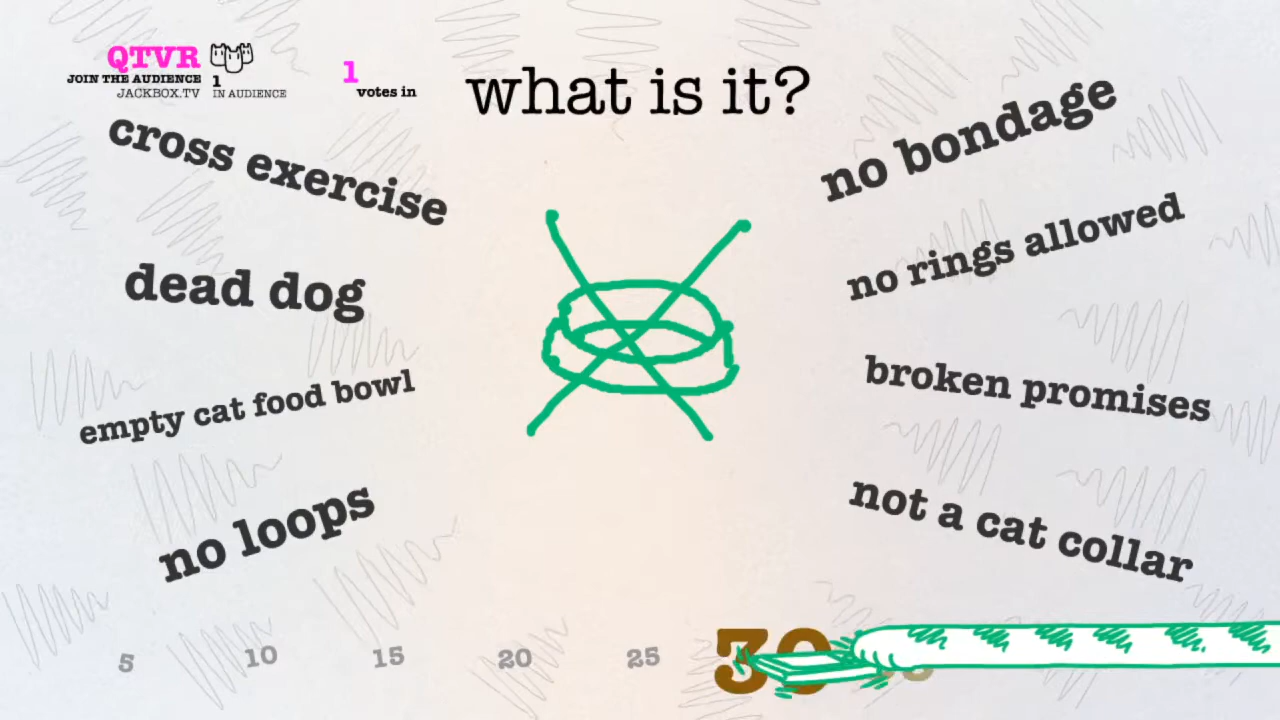 QTVR
JOIN THE AUDIENCE
JACKBOX.TV
1
IN AUDIENCE
1
votes in
what is it?
cross exercise
dead dog
empty cat food bowl
no loops
no bondage
no rings allowed
broken promises
not a cat collar
5
10
15
20
25
30